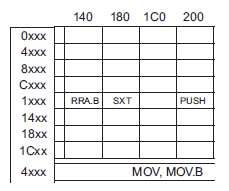 140 180 1C0 200
0xxx
4xxx
8xxx
Cxxx
1xxx RRA.B SXT PUSH
14xx
18xx
1Cxx
4xxx MOV, MOV.B